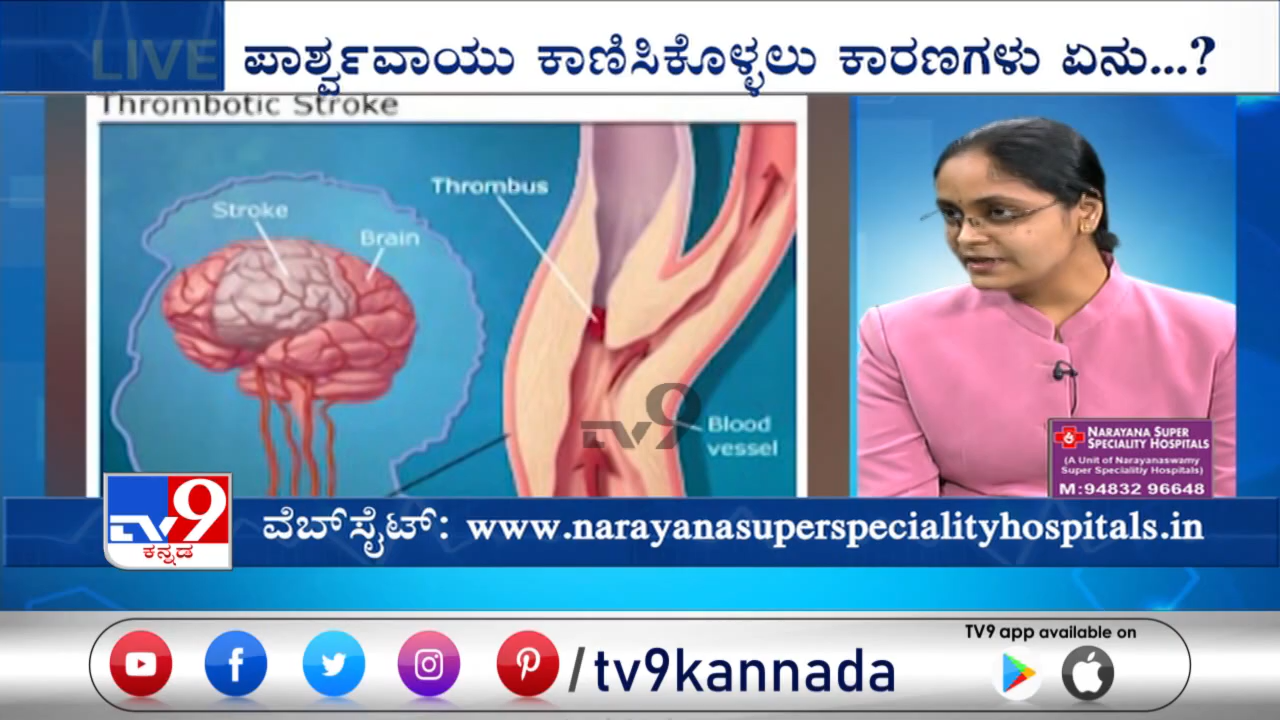 LIVE
ಪಾರ್ಶ್ವವಾಯು ಕಾಣಿಸಿಕೊಳ್ಳಲು ಕಾರಣಗಳು ಏನು...?
Thrombotic Stroke
Thrombus
Stroke
Brain
TV9
Blood
vessel
NARAYANA SUPER
SPECIALITY HOSPITALS
(A Unit of Narayanaswamy
Super Specialitiy Hospitals)
M:94832 96648
TV9
ಕನ್ನಡ
ವೆಬ್‌ಸೈಟ್: www.narayanasuperspecialityhospitals.in
TV9 app available on
/tv9kannada